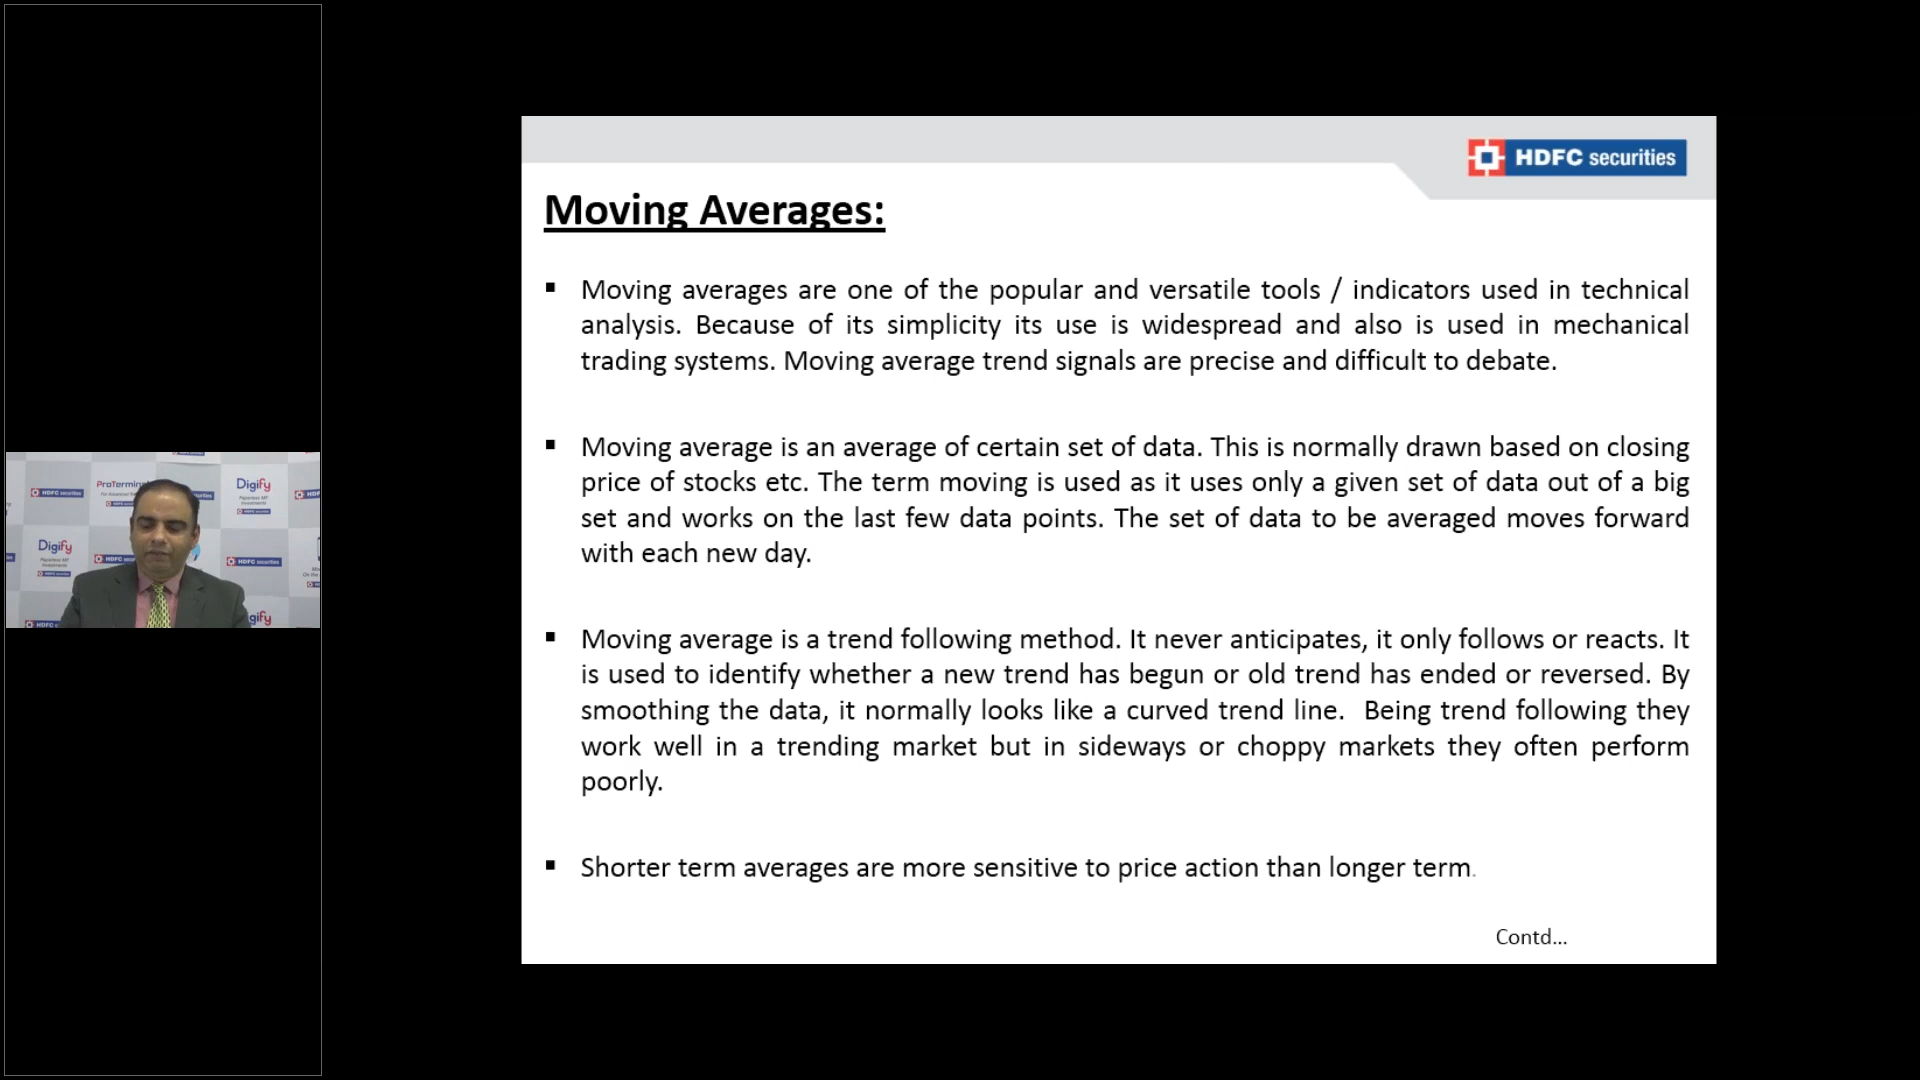 HDFC securities
Moving Averages:
▪ Moving averages are one of the popular and versatile tools / indicators used in technical
analysis. Because of its simplicity its use is widespread and also is used in mechanical
trading systems. Moving average trend signals are precise and difficult to debate.
▪ Moving average is an average of certain set of data. This is normally drawn based on closing
price of stocks etc. The term moving is used as it uses only a given set of data out of a big
set and works on the last few data points. The set of data to be averaged moves forward
with each new day.
▪ Moving average is a trend following method. It never anticipates, it only follows or reacts. It
is used to identify whether a new trend has begun or old trend has ended or reversed. By
smoothing the data, it normally looks like a curved trend line.  Being trend following they
work well in a trending market but in sideways or choppy markets they often perform
poorly.
▪ Shorter term averages are more sensitive to price action than longer term.
Contd...
HDFC securities
ProTermin
Digify
Digify
HDFC securities